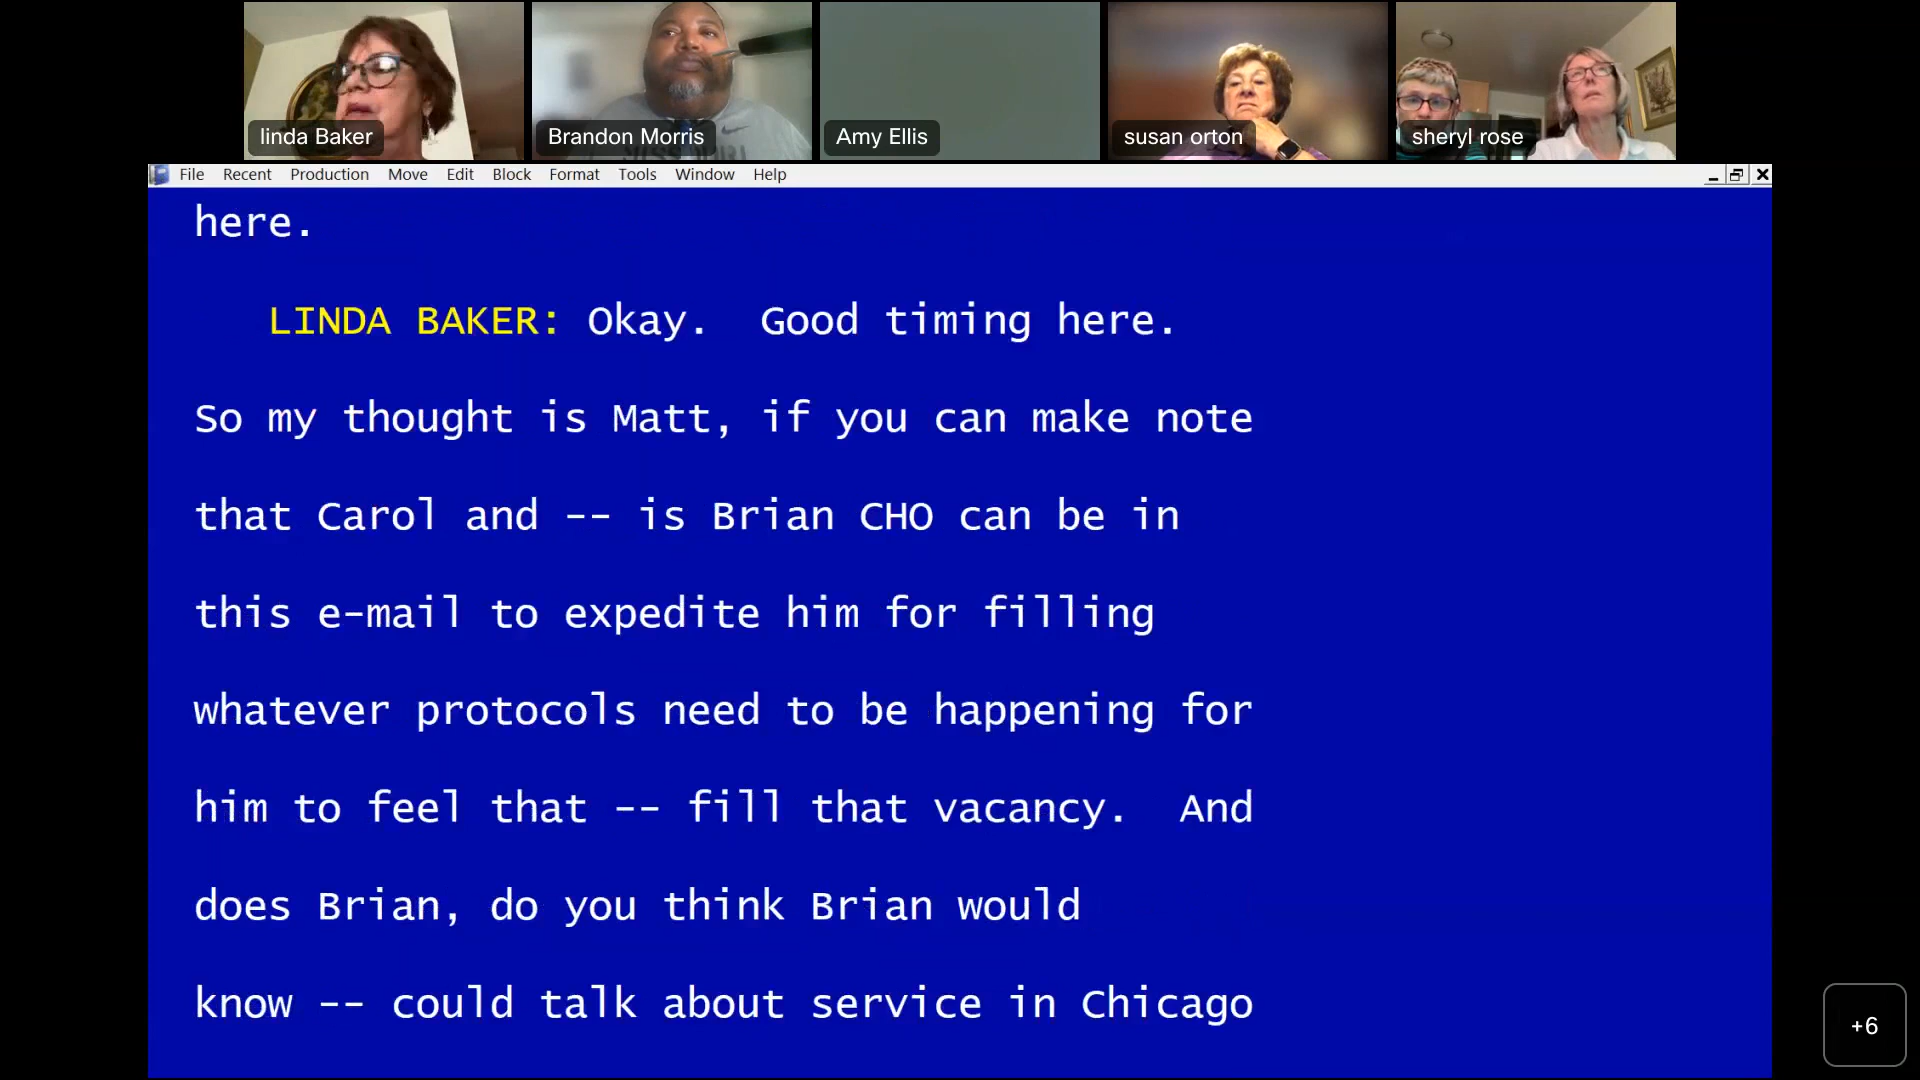 linda Baker
Brandon Morris
Amy Ellis
susan orton
sheryl rose
File Recent Production Move Edit Block Format Tools Window Help
here.
LINDA BAKER: Okay.  Good timing here.
So my thought is Matt, if you can make note
that Carol and -- is Brian CHO can be in
this e-mail to expedite him for filling
whatever protocols need to be happening for
him to feel that -- fill that vacancy.  And
does Brian, do you think Brian would
know -- could talk about service in Chicago
+6